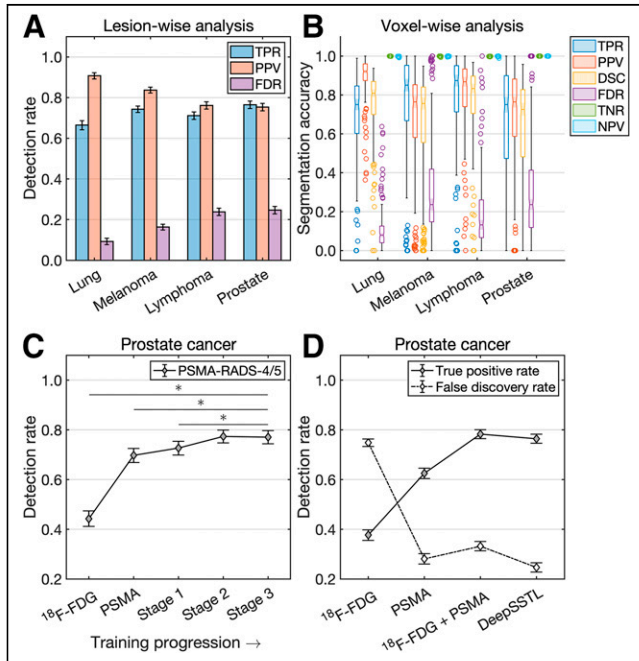 A
Lesion-wise analysis
TPR
PPV
FDR
Detection rate
1.0
0.8
0.6
0.4
0.2
0.0
Lung
Melanoma
Lymphoma
Prostate
B
Voxel-wise analysis
TPR
PPV
DSC
FDR
TNR
NPV
Segmentation accuracy
1.0
0.8
0.6
0.4
0.2
0.0
Lung
Melanoma
Lymphoma
Prostate
C
Prostate cancer
PSMA-RADS-4/5
*
*
*
Detection rate
1.0
0.8
0.6
0.4
0.2
¹⁸F-FDG
PSMA
Stage 1
Stage 2
Stage 3
Training progression →
D
Prostate cancer
True positive rate
False discovery rate
Detection rate
1.0
0.8
0.6
0.4
0.2
¹⁸F-FDG
PSMA
¹⁸F-FDG + PSMA
DeepSSTL